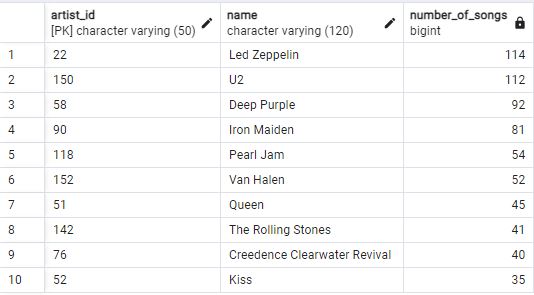 artist_id name number_of_songs
[PK] character varying (50) character varying (120) bigint
1 22 Led Zeppelin 114
2 150 U2 112
3 58 Deep Purple 92
4 90 Iron Maiden 81
5 118 Pearl Jam 54
6 152 Van Halen 52
7 51 Queen 45
8 142 The Rolling Stones 41
9 76 Creedence Clearwater Revival 40
10 52 Kiss 35